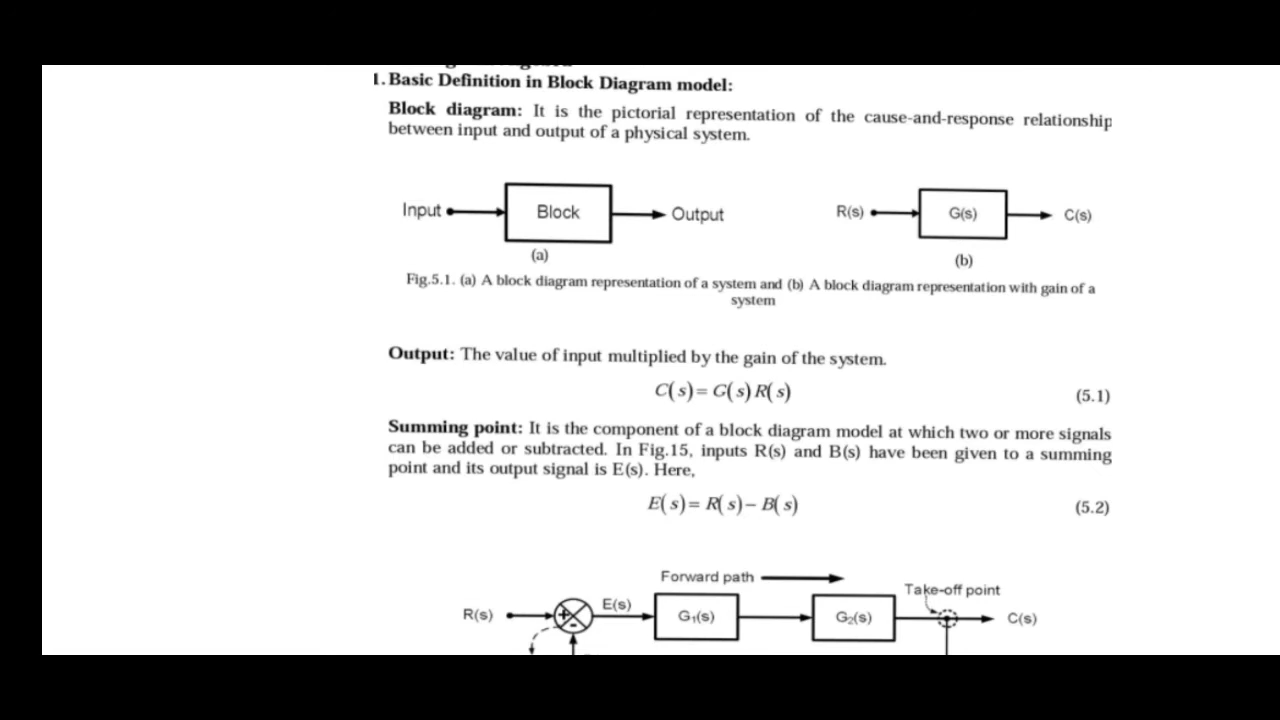 1. Basic Definition in Block Diagram model:
Block diagram: It is the pictorial representation of the cause-and-response relationship
between input and output of a physical system.
Input Block Output R(s) G(s) C(s)
(a) (b)
Fig.5.1. (a) A block diagram representation of a system and (b) A block diagram representation with gain of a
system
Output: The value of input multiplied by the gain of the system.
C(s)= G(s)R(s) (5.1)
Summing point: It is the component of a block diagram model at which two or more signals
can be added or subtracted. In Fig.15, inputs R(s) and B(s) have been given to a summing
point and its output signal is E(s). Here,
E(s)= R(s)– B(s) (5.2)
Forward path
Take-off point
R(s) + - E(s) G₁(s) G₂(s) C(s)